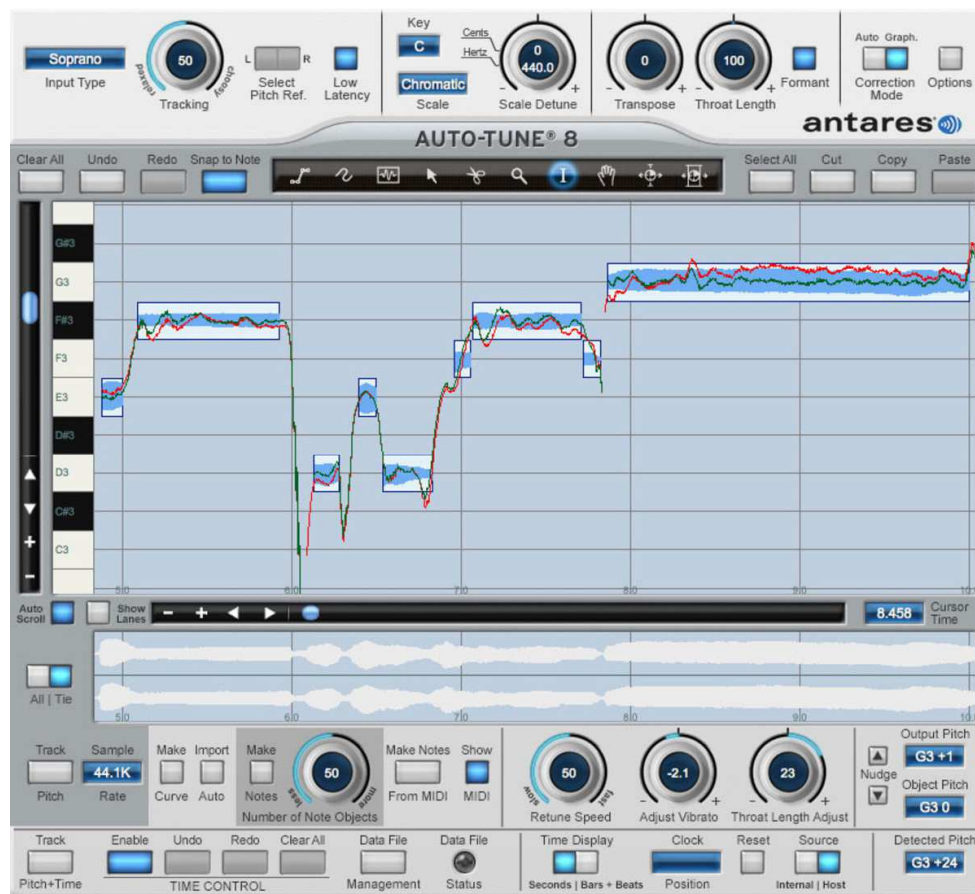 Key
Cents
Auto Graph.
Soprano
50
L R
C
Hertz
0
440.0
0
100
Input Type
Select
Pitch Ref.
Low
Latency
Chromatic
Formant
Correction
Mode
Options
relaxed
choosy
Tracking
Scale
- +
Scale Detune
- +
Transpose
- +
Throat Length
antares
AUTO-TUNE® 8
Clear All Undo Redo Snap to Note
I
Select All Cut Copy Paste
G#3
G3
F#3
F3
E3
D#3
D3
C#3
C3
+
-
5.0 6.0 7.0 8.0 9.0 10.
Auto
Scroll
Show
Lanes
- +
8.458
Cursor
Time
All | Tie
5.0 6.0 7.0 8.0 9.0 10.
Track
Pitch
Sample
44.1K
Rate
Make
Curve
Import
Auto
Make
Notes
50
less
more
Number of Note Objects
Make Notes
From MIDI
Show
MIDI
50
slow
fast
Retune Speed
-2.1
- +
Adjust Vibrato
23
- +
Throat Length Adjust
Nudge
Output Pitch
G3 +1
Object Pitch
G3 0
Track
Pitch+Time
Enable Undo Redo Clear All
TIME CONTROL
Data File
Management
Data File
Status
Time Display
Seconds | Bars + Beats
Clock
Position
Reset
Source
Internal | Host
Detected Pitch
G3 +24